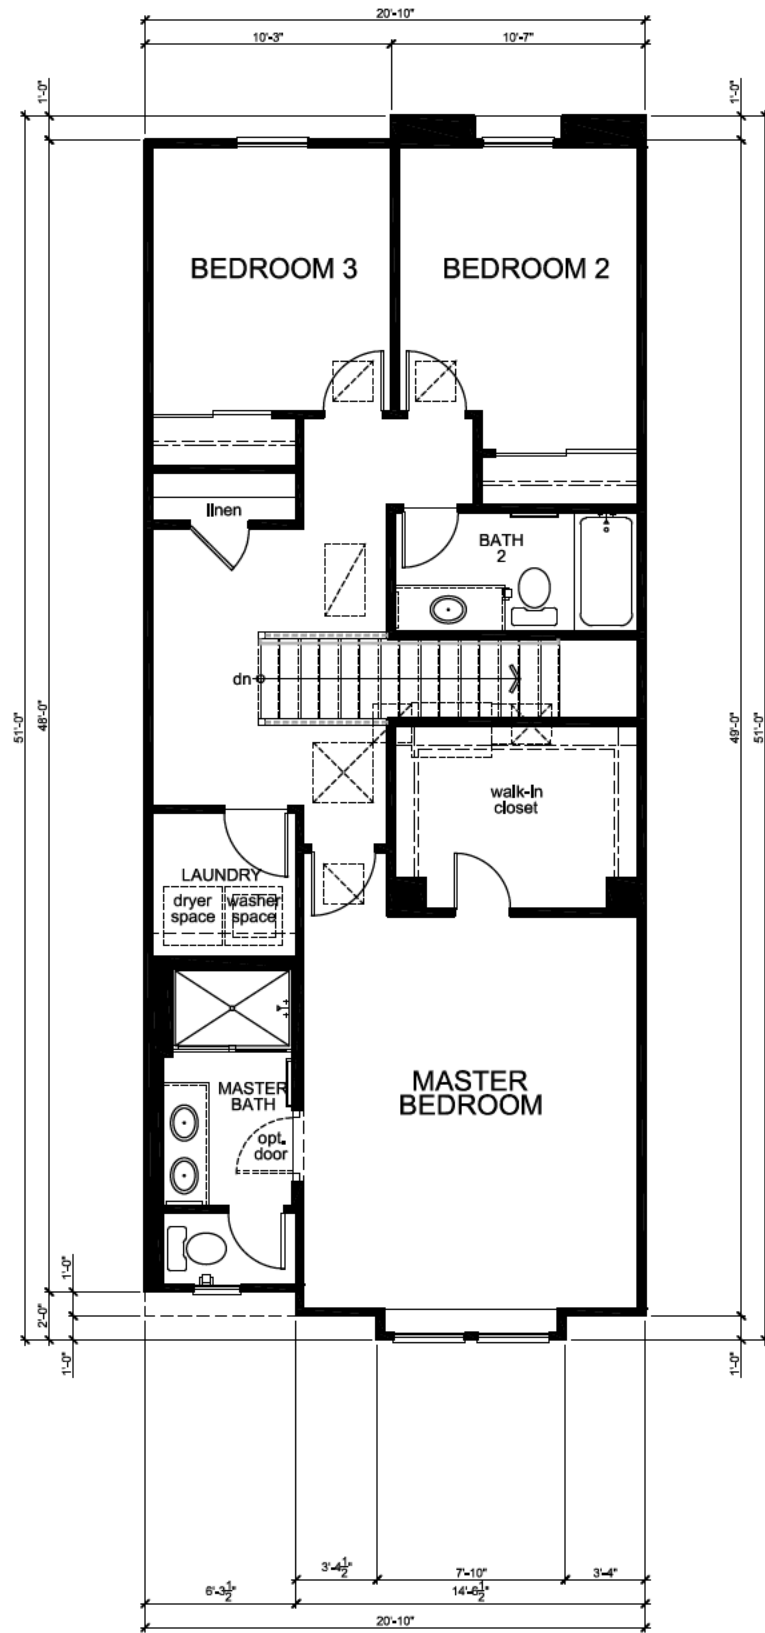 20'-10"
10'-3"
10'-7"
1'-0"
1'-0"
BEDROOM 3
BEDROOM 2
linen
BATH
2
dn
51'-0"
48'-0"
49'-0"
51'-0"
walk-in
closet
LAUNDRY
dryer
space
washer
space
MASTER
BATH
opt.
door
MASTER
BEDROOM
1'-0"
2'-0"
1'-0"
1'-0"
3'-4½"
7'-10"
3'-4"
6'-3½"
14'-6½"
20'-10"